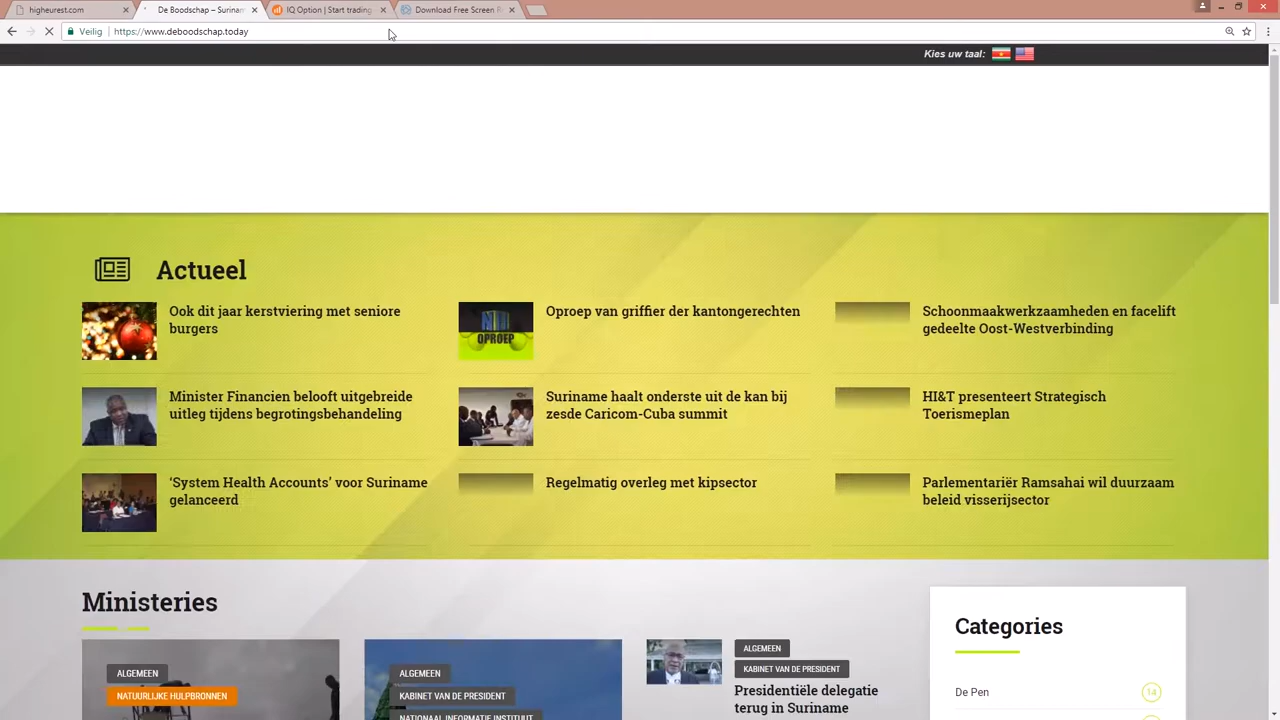 higheurest.com
De Boodschap – Surinam
IQ Option | Start trading
Download Free Screen R
Veilig
https://www.deboodschap.today
Kies uw taal:
Actueel
Ook dit jaar kerstviering met seniore
burgers
Oproep van griffier der kantongerechten
OPROEP
Schoonmaakwerkzaamheden en facelift
gedeelte Oost-Westverbinding
Minister Financien belooft uitgebreide
uitleg tijdens begrotingsbehandeling
Suriname haalt onderste uit de kan bij
zesde Caricom-Cuba summit
HI&T presenteert Strategisch
Toerismeplan
‘System Health Accounts’ voor Suriname
gelanceerd
Regelmatig overleg met kipsector
Parlementariër Ramsahai wil duurzaam
beleid visserijsector
Ministeries
ALGEMEEN
NATUURLIJKE HULPBRONNEN
ALGEMEEN
KABINET VAN DE PRESIDENT
NATIONAAL INFORMATIE INSTITUUT
ALGEMEEN
KABINET VAN DE PRESIDENT
Presidentiële delegatie
terug in Suriname
Categories
De Pen
14